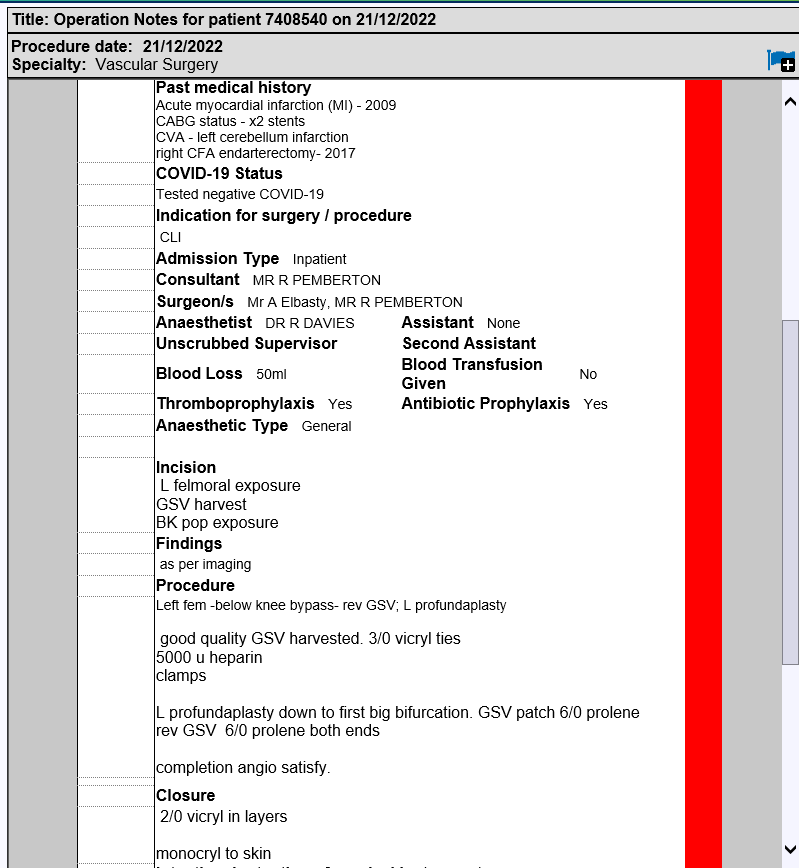 Title: Operation Notes for patient 7408540 on 21/12/2022
Procedure date: 21/12/2022
Specialty: Vascular Surgery
Past medical history
Acute myocardial infarction (MI) - 2009
CABG status - x2 stents
CVA - left cerebellum infarction
right CFA endarterectomy- 2017
COVID-19 Status
Tested negative COVID-19
Indication for surgery / procedure
CLI
Admission Type Inpatient
Consultant MR R PEMBERTON
Surgeon/s Mr A Elbasty, MR R PEMBERTON
Anaesthetist DR R DAVIES Assistant None
Unscrubbed Supervisor Second Assistant
Blood Loss 50ml Blood Transfusion Given No
Thromboprophylaxis Yes Antibiotic Prophylaxis Yes
Anaesthetic Type General
Incision
L felmoral exposure
GSV harvest
BK pop exposure
Findings
as per imaging
Procedure
Left fem -below knee bypass- rev GSV; L profundaplasty
good quality GSV harvested. 3/0 vicryl ties
5000 u heparin
clamps
L profundaplasty down to first big bifurcation. GSV patch 6/0 prolene
rev GSV 6/0 prolene both ends
completion angio satisfy.
Closure
2/0 vicryl in layers
monocryl to skin